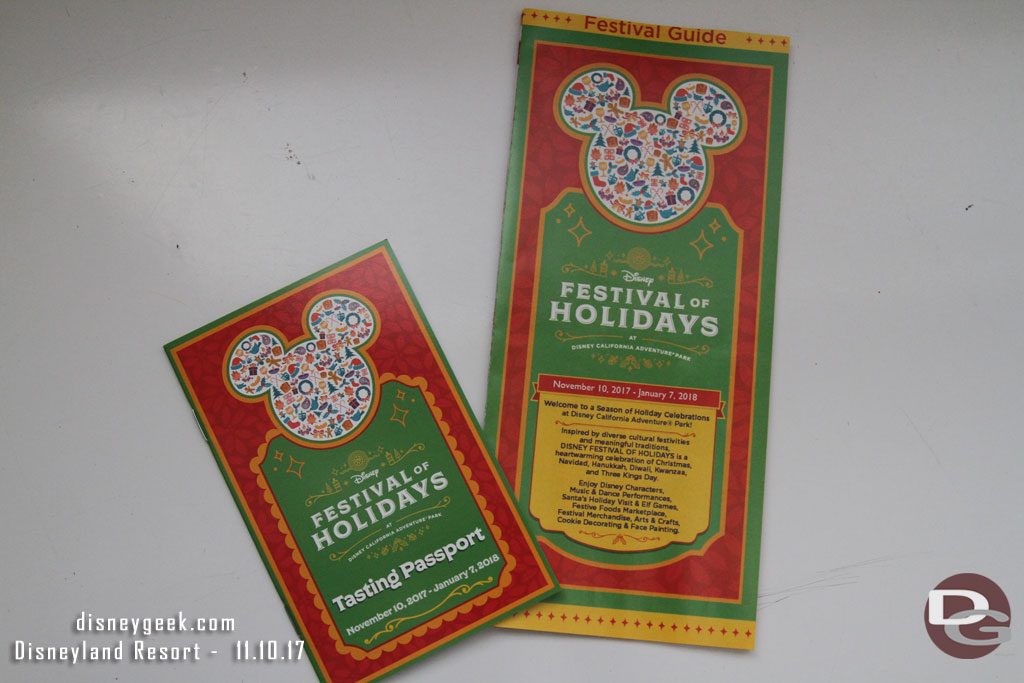 Festival Guide
Disney
FESTIVAL OF
HOLIDAYS
AT
DISNEY CALIFORNIA ADVENTURE® PARK
November 10, 2017 - January 7, 2018
Welcome to a Season of Holiday Celebrations
at Disney California Adventure® Park!
Inspired by diverse cultural festivities
and meaningful traditions,
DISNEY FESTIVAL OF HOLIDAYS is a
heartwarming celebration of Christmas,
Navidad, Hanukkah, Diwali, Kwanzaa,
and Three Kings Day.
Enjoy Disney Characters,
Music & Dance Performances,
Santa's Holiday Visit & Elf Games,
Festive Foods Marketplace,
Festival Merchandise, Arts & Crafts,
Cookie Decorating & Face Painting.
Disney
FESTIVAL OF
HOLIDAYS
AT
DISNEY CALIFORNIA ADVENTURE® PARK
Tasting Passport
November 10, 2017 - January 7, 2018
disneygeek.com
Disneyland Resort - 11.10.17
DG